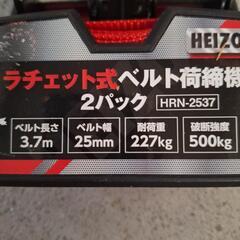 HEIZO
ラチェット式ベルト荷締機
2パック HRN-2537
ベルト長さ ベルト幅 耐荷重 破断強度
3.7m 25mm 227kg 500kg